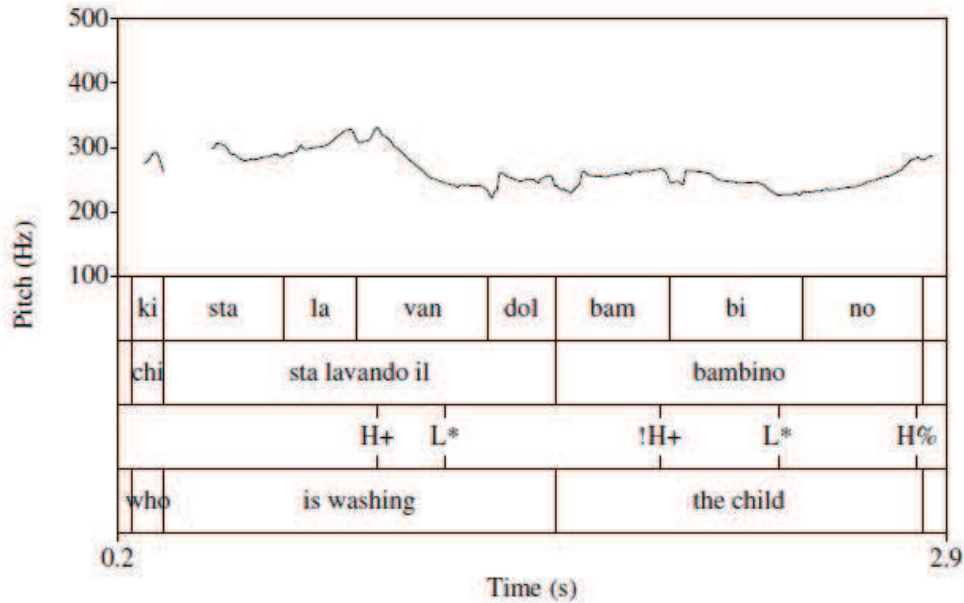 500
400
300
200
100
Pitch (Hz)
ki sta la van dol bam bi no
chi sta lavando il bambino
H+ L* !H+ L* H%
who is washing the child
0.2 2.9
Time (s)